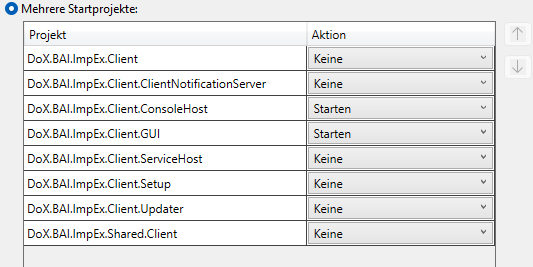 Mehrere Startprojekte:
Projekt Aktion
DoX.BAI.ImpEx.Client Keine
DoX.BAI.ImpEx.Client.ClientNotificationServer Keine
DoX.BAI.ImpEx.Client.ConsoleHost Starten
DoX.BAI.ImpEx.Client.GUI Starten
DoX.BAI.ImpEx.Client.ServiceHost Keine
DoX.BAI.ImpEx.Client.Setup Keine
DoX.BAI.ImpEx.Client.Updater Keine
DoX.BAI.ImpEx.Shared.Client Keine